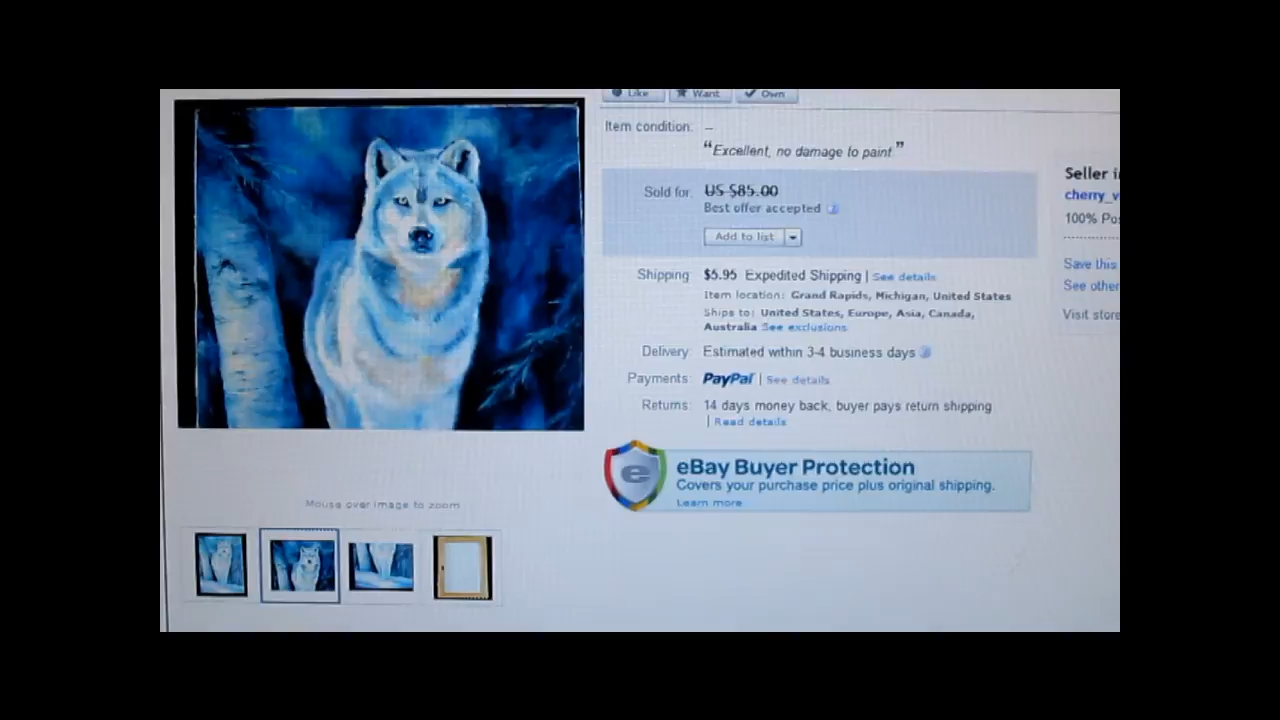 Like Want Own
Item condition: --
“Excellent, no damage to paint.”
Sold for: US $85.00
Best offer accepted
Add to list
Shipping: $5.95 Expedited Shipping | See details
Item location: Grand Rapids, Michigan, United States
Ships to: United States, Europe, Asia, Canada,
Australia See exclusions
Delivery: Estimated within 3-4 business days
Payments: PayPal | See details
Returns: 14 days money back, buyer pays return shipping
| Read details
e
eBay Buyer Protection
Covers your purchase price plus original shipping.
Learn more
Mouse over image to zoom
Seller i
cherry_v
100% Pos
Save this
See other
Visit store